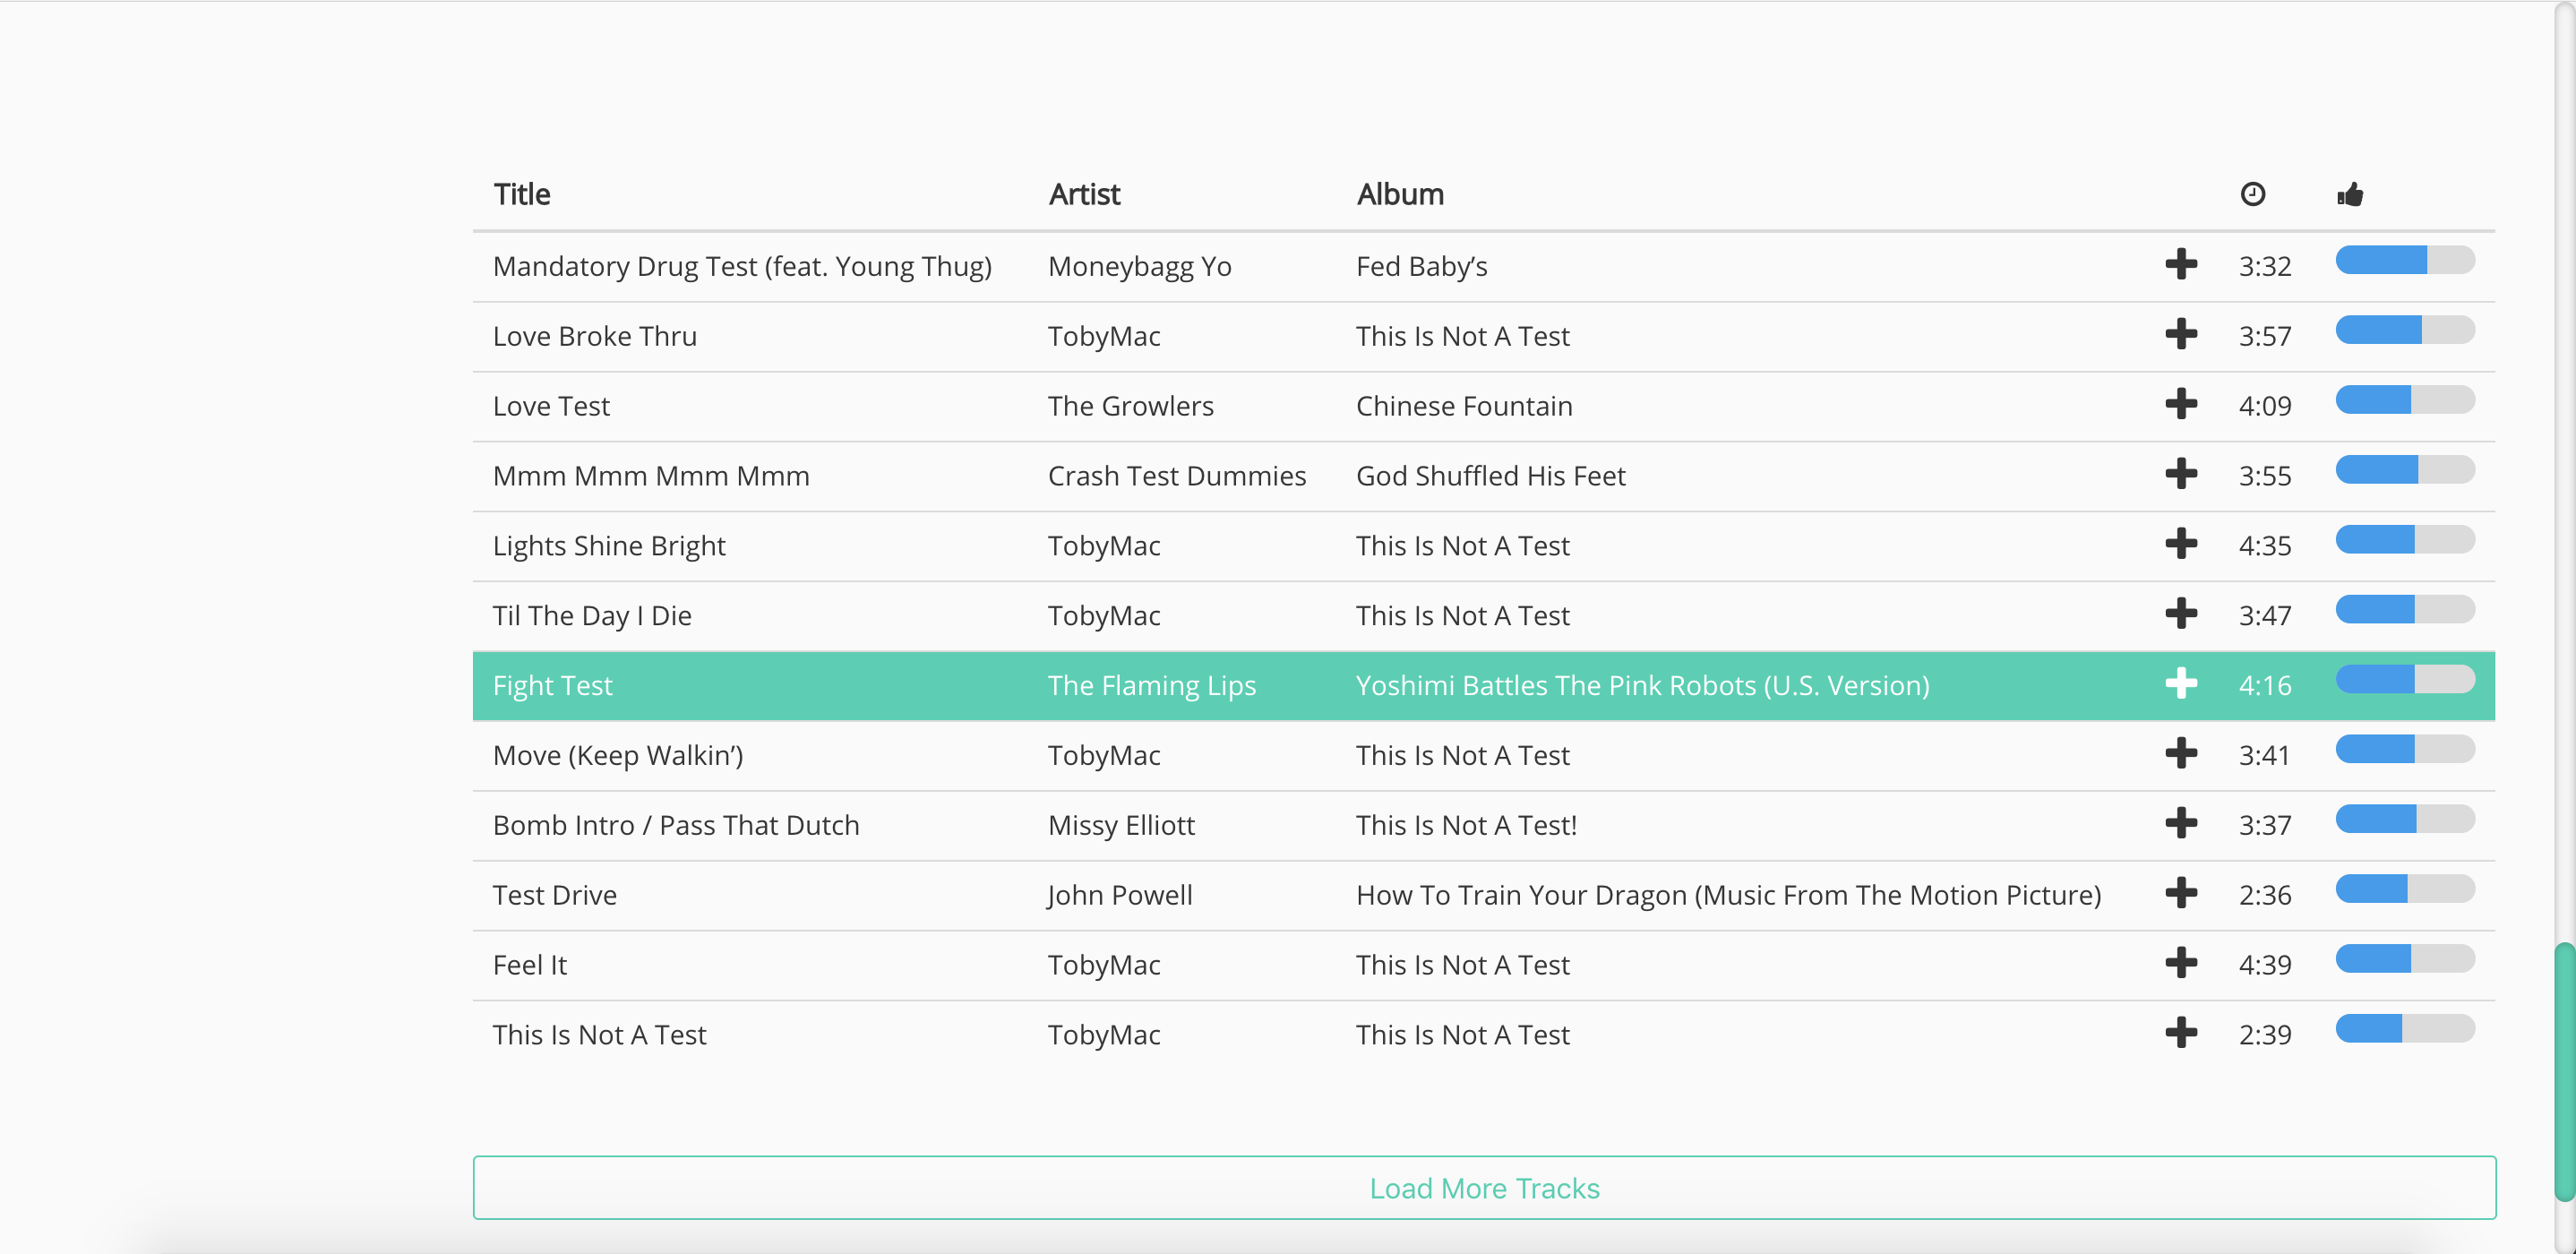 Title Artist Album
Mandatory Drug Test (feat. Young Thug) Moneybagg Yo Fed Baby’s 3:32
Love Broke Thru TobyMac This Is Not A Test 3:57
Love Test The Growlers Chinese Fountain 4:09
Mmm Mmm Mmm Mmm Crash Test Dummies God Shuffled His Feet 3:55
Lights Shine Bright TobyMac This Is Not A Test 4:35
Til The Day I Die TobyMac This Is Not A Test 3:47
Fight Test The Flaming Lips Yoshimi Battles The Pink Robots (U.S. Version) 4:16
Move (Keep Walkin’) TobyMac This Is Not A Test 3:41
Bomb Intro / Pass That Dutch Missy Elliott This Is Not A Test! 3:37
Test Drive John Powell How To Train Your Dragon (Music From The Motion Picture) 2:36
Feel It TobyMac This Is Not A Test 4:39
This Is Not A Test TobyMac This Is Not A Test 2:39
Load More Tracks